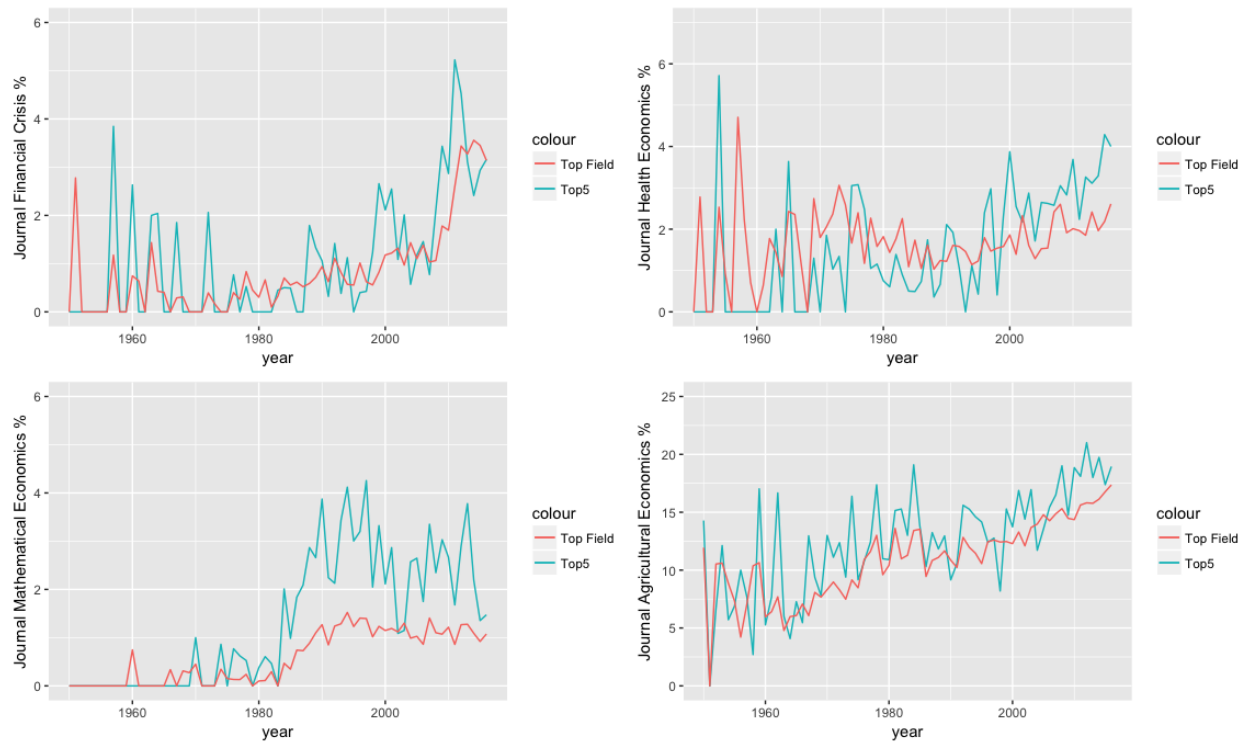 Journal Financial Crisis %
6
4
2
0
1960
1980
2000
year
colour
Top Field
Top5
Journal Health Economics %
6
4
2
0
1960
1980
2000
year
colour
Top Field
Top5
Journal Mathematical Economics %
6
4
2
0
1960
1980
2000
year
colour
Top Field
Top5
Journal Agricultural Economics %
25
20
15
10
5
0
1960
1980
2000
year
colour
Top Field
Top5